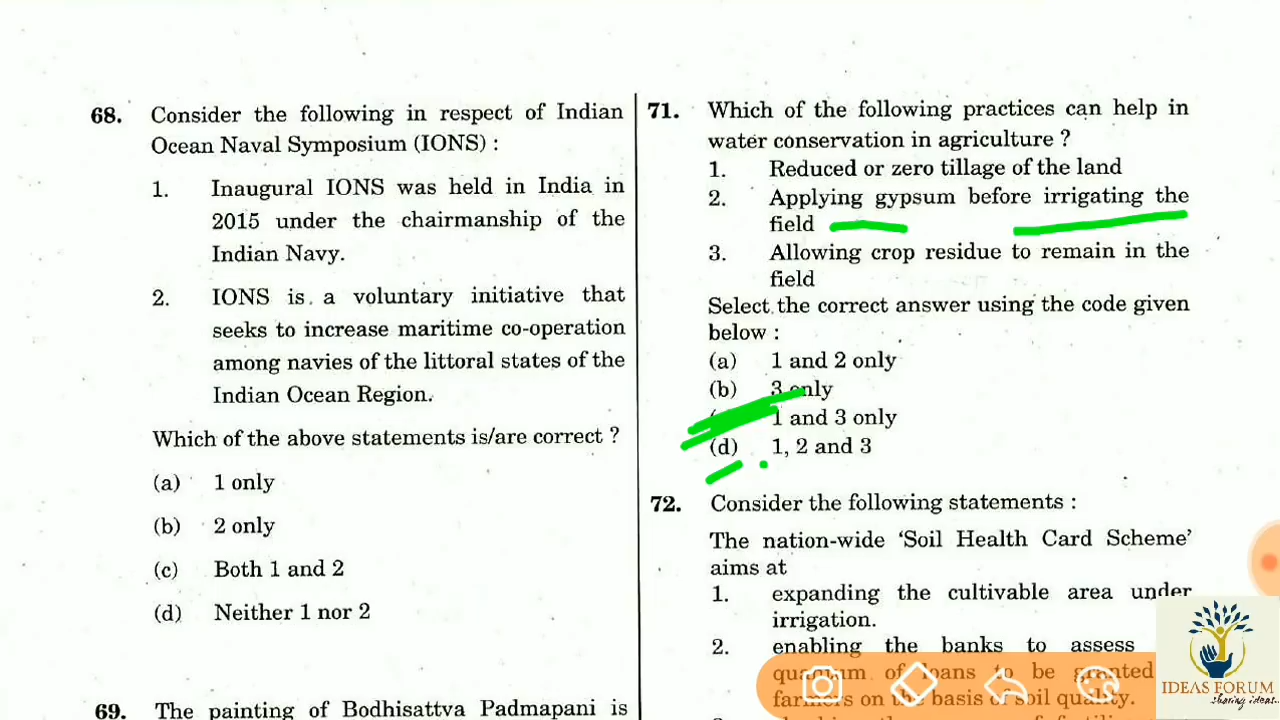 68. Consider the following in respect of Indian
Ocean Naval Symposium (IONS) :
1. Inaugural IONS was held in India in
2015 under the chairmanship of the
Indian Navy.
2. IONS is a voluntary initiative that
seeks to increase maritime co-operation
among navies of the littoral states of the
Indian Ocean Region.
Which of the above statements is/are correct ?
(a) 1 only
(b) 2 only
(c) Both 1 and 2
(d) Neither 1 nor 2
69. The painting of Bodhisattva Padmapani is
71. Which of the following practices can help in
water conservation in agriculture ?
1. Reduced or zero tillage of the land
2. Applying gypsum before irrigating the
field
3. Allowing crop residue to remain in the
field
Select the correct answer using the code given
below :
(a) 1 and 2 only
(b) 3 only
1 and 3 only
(d) 1, 2 and 3
72. Consider the following statements :
The nation-wide 'Soil Health Card Scheme'
aims at
1. expanding the cultivable area under
irrigation.
2. enabling the banks to assess
quantum of loans to be granted
farmers on the basis of soil quality.
IDEAS FORUM
sharing ideas